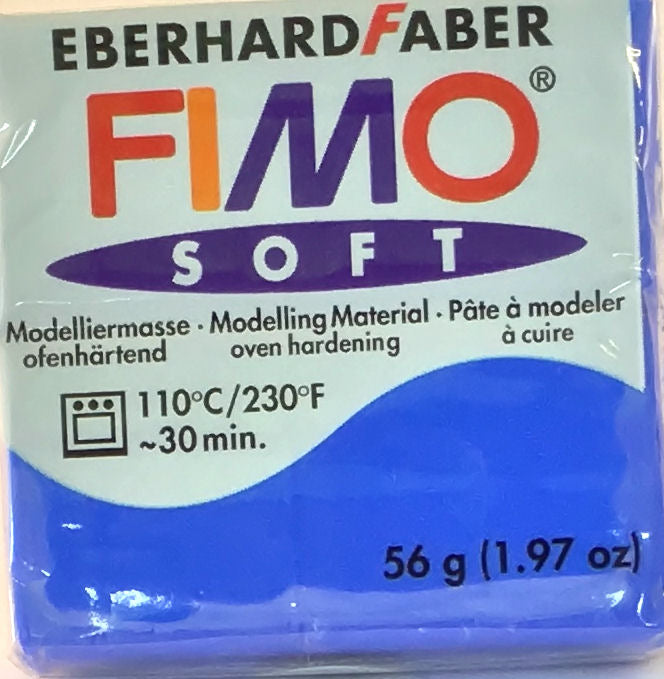 EBERHARDFABER
FIMO®
SOFT
Modelliermasse · Modelling Material · Pâte à modeler
ofenhärtend oven hardening à cuire
110°C/230°F
~30 min.
56 g (1.97 oz)